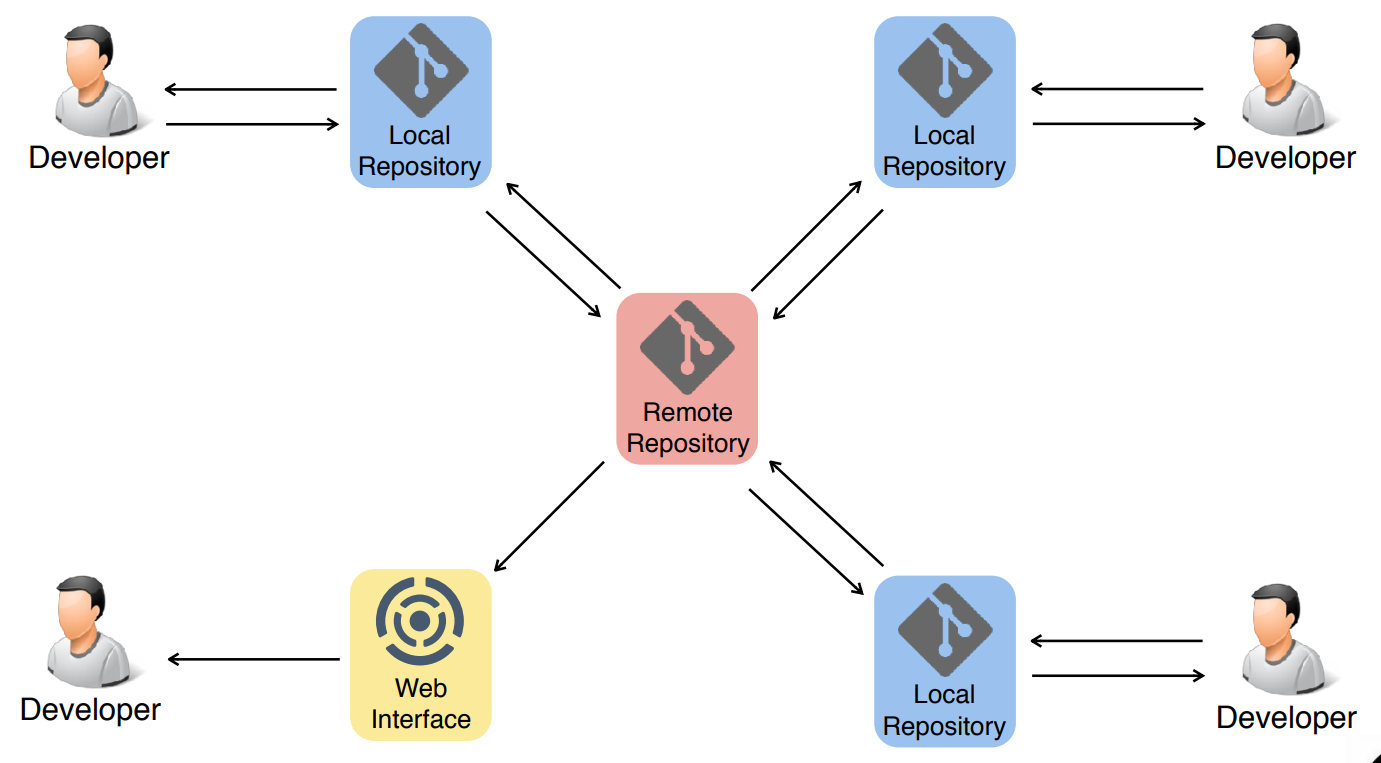 Local
Repository
Developer
Local
Repository
Developer
Remote
Repository
Web
Interface
Developer
Local
Repository
Developer